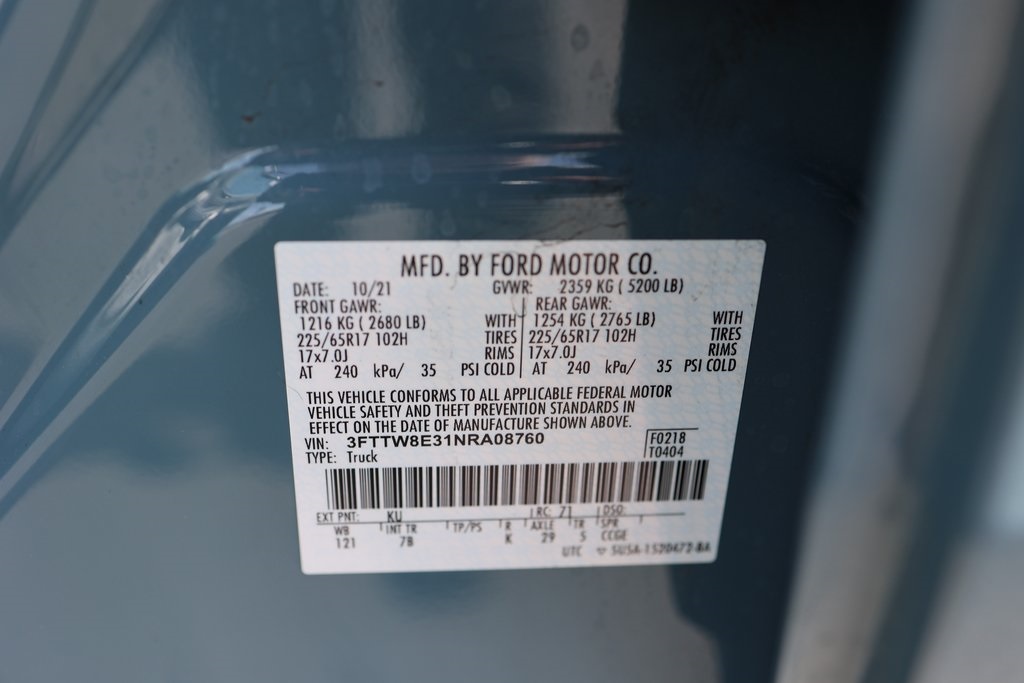 MFD. BY FORD MOTOR CO.
DATE: 10/21 GVWR: 2359 KG ( 5200 LB)
FRONT GAWR: REAR GAWR:
1216 KG ( 2680 LB) WITH 1254 KG ( 2765 LB) WITH
225/65R17 102H TIRES 225/65R17 102H TIRES
17x7.0J RIMS 17x7.0J RIMS
AT 240 kPa/ 35 PSI COLD AT 240 kPa/ 35 PSI COLD
THIS VEHICLE CONFORMS TO ALL APPLICABLE FEDERAL MOTOR
VEHICLE SAFETY AND THEFT PREVENTION STANDARDS IN
EFFECT ON THE DATE OF MANUFACTURE SHOWN ABOVE.
VIN: 3FTTW8E31NRA08760 F0218
TYPE: Truck T0404
EXT PNT: KU RC: 71 DSO:
WB INT TR TP/PS R AXLE TR SPR
121 7B K 29 5 CCGE
UTC